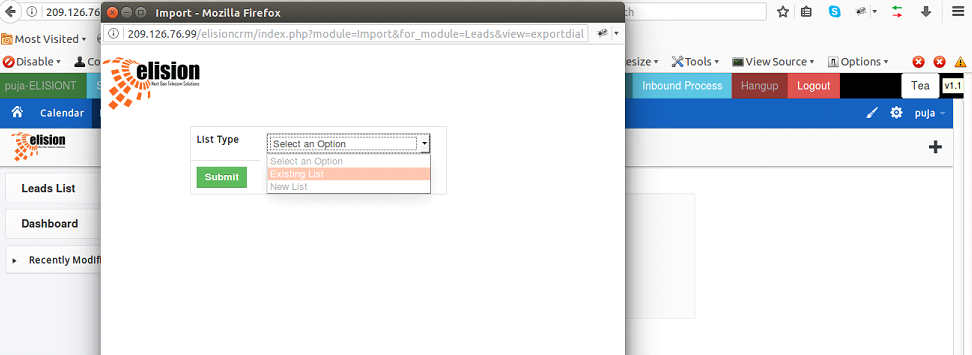 Import - Mozilla Firefox
209.126.76
209.126.76.99/elisioncrm/index.php?module=Import&for_module=Leads&view=exportdial
Most Visited
Disable
Tools
View Source
Options
puja-ELISIONT
Inbound Process
Hangup
Logout
Tea
v1.1
Calendar
puja
elision
Next Gen Telecom Solutions
elision
List Type
Select an Option
Select an Option
Existing List
New List
Submit
Leads List
Dashboard
Recently Modifi